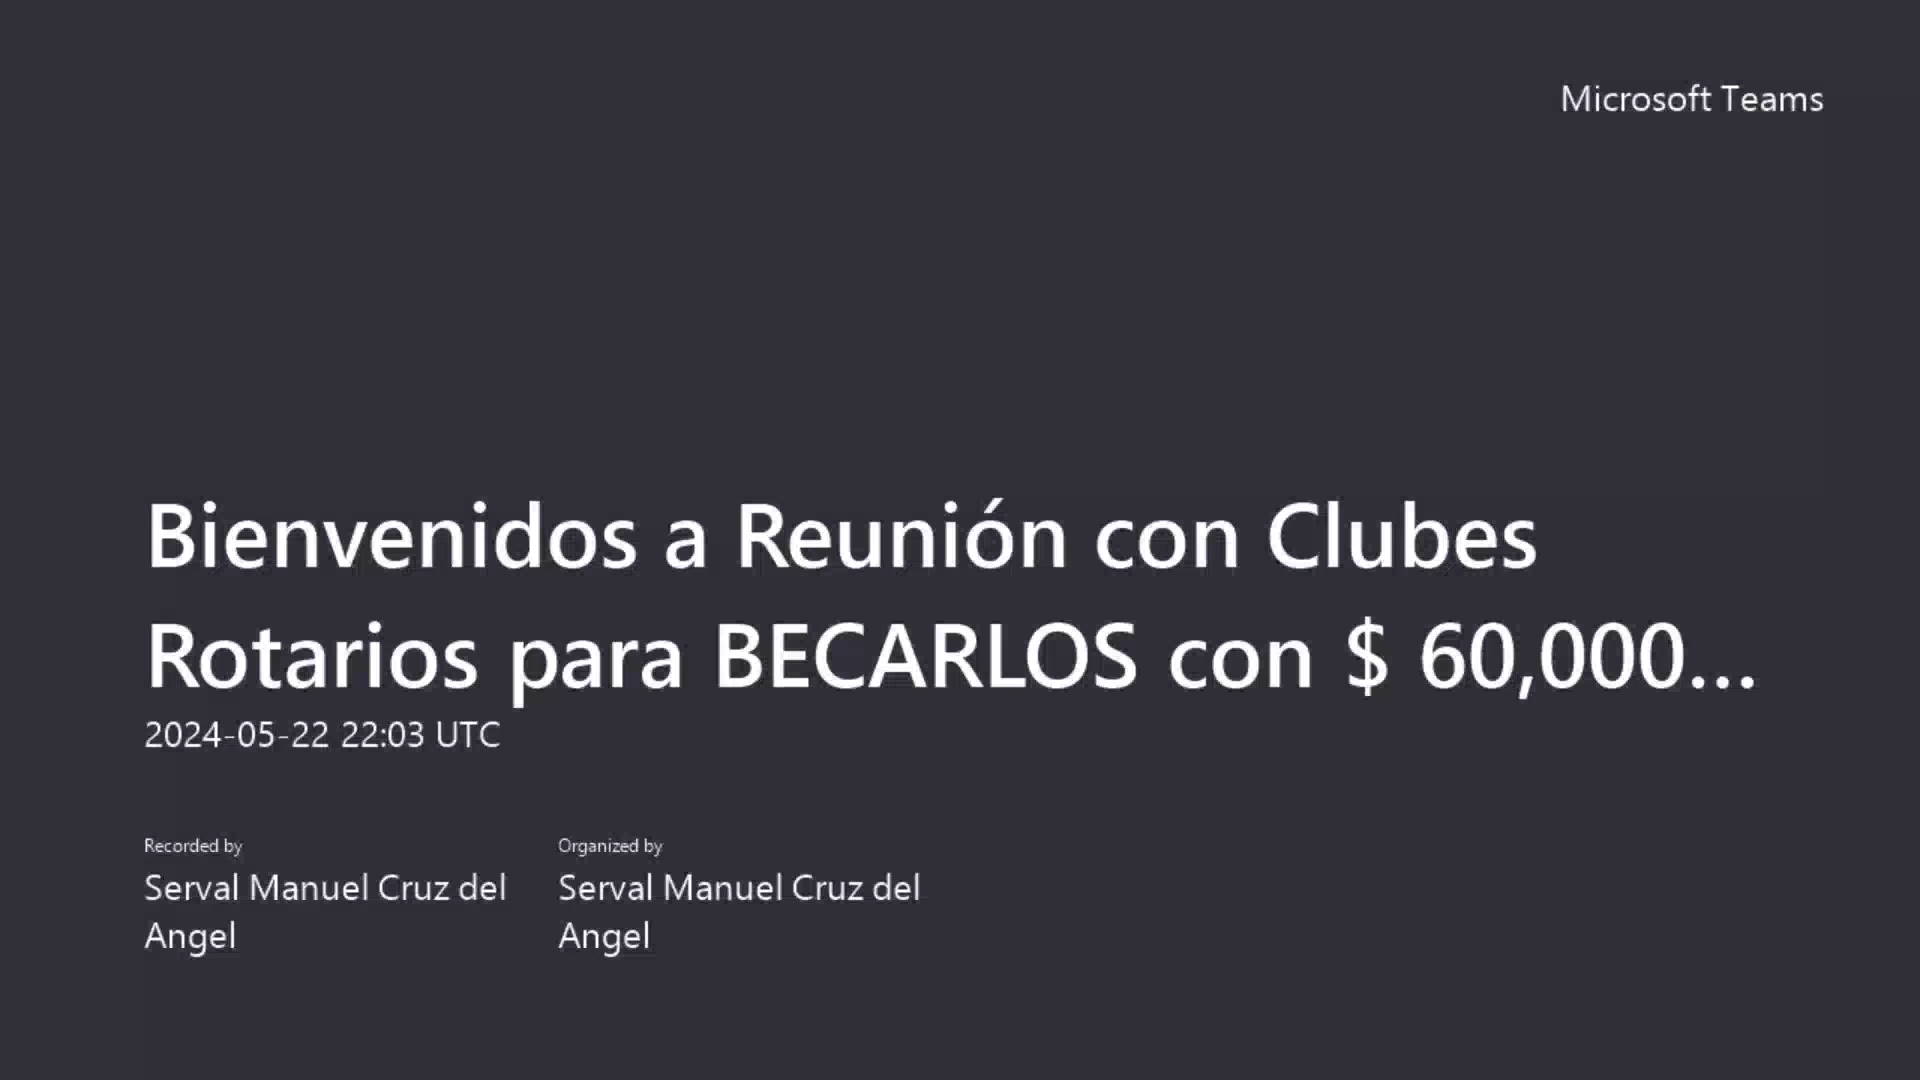 Microsoft Teams
Bienvenidos a Reunión con Clubes
Rotarios para BECARLOS con $ 60,000...
2024-05-22 22:03 UTC
Recorded by
Serval Manuel Cruz del
Angel
Organized by
Serval Manuel Cruz del
Angel